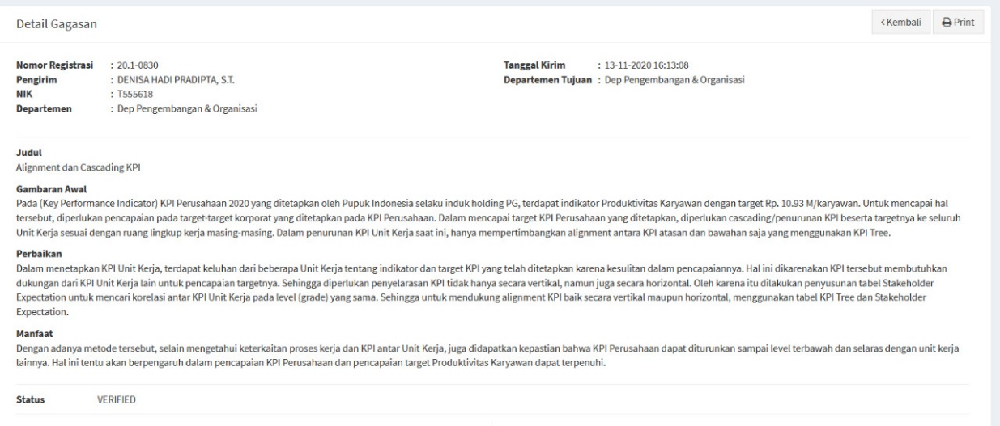 Detail Gagasan
< Kembali
Print
Nomor Registrasi : 20.1-0830
Pengirim : DENISA HADI PRADIPTA, S.T.
NIK : T555618
Departemen : Dep Pengembangan & Organisasi
Tanggal Kirim : 13-11-2020 16:13:08
Departemen Tujuan : Dep Pengembangan & Organisasi
Judul
Alignment dan Cascading KPI
Gambaran Awal
Pada (Key Performance Indicator) KPI Perusahaan 2020 yang ditetapkan oleh Pupuk Indonesia selaku induk holding PG, terdapat indikator Produktivitas Karyawan dengan target Rp. 10.93 M/karyawan. Untuk mencapai hal
tersebut, diperlukan pencapaian pada target-target korporat yang ditetapkan pada KPI Perusahaan. Dalam mencapai target KPI Perusahaan yang ditetapkan, diperlukan cascading/penurunan KPI beserta targetnya ke seluruh
Unit Kerja sesuai dengan ruang lingkup kerja masing-masing. Dalam penurunan KPI Unit Kerja saat ini, hanya mempertimbangkan alignment antara KPI atasan dan bawahan saja yang menggunakan KPI Tree.
Perbaikan
Dalam menetapkan KPI Unit Kerja, terdapat keluhan dari beberapa Unit Kerja tentang indikator dan target KPI yang telah ditetapkan karena kesulitan dalam pencapaiannya. Hal ini dikarenakan KPI tersebut membutuhkan
dukungan dari KPI Unit Kerja lain untuk pencapaian targetnya. Sehingga diperlukan penyelarasan KPI tidak hanya secara vertikal, namun juga secara horizontal. Oleh karena itu dilakukan penyusunan tabel Stakeholder
Expectation untuk mencari korelasi antar KPI Unit Kerja pada level (grade) yang sama. Sehingga untuk mendukung alignment KPI baik secara vertikal maupun horizontal, menggunakan tabel KPI Tree dan Stakeholder
Expectation.
Manfaat
Dengan adanya metode tersebut, selain mengetahui keterkaitan proses kerja dan KPI antar Unit Kerja, juga didapatkan kepastian bahwa KPI Perusahaan dapat diturunkan sampai level terbawah dan selaras dengan unit kerja
lainnya. Hal ini tentu akan berpengaruh dalam pencapaian KPI Perusahaan dan pencapaian target Produktivitas Karyawan dapat terpenuhi.
Status VERIFIED